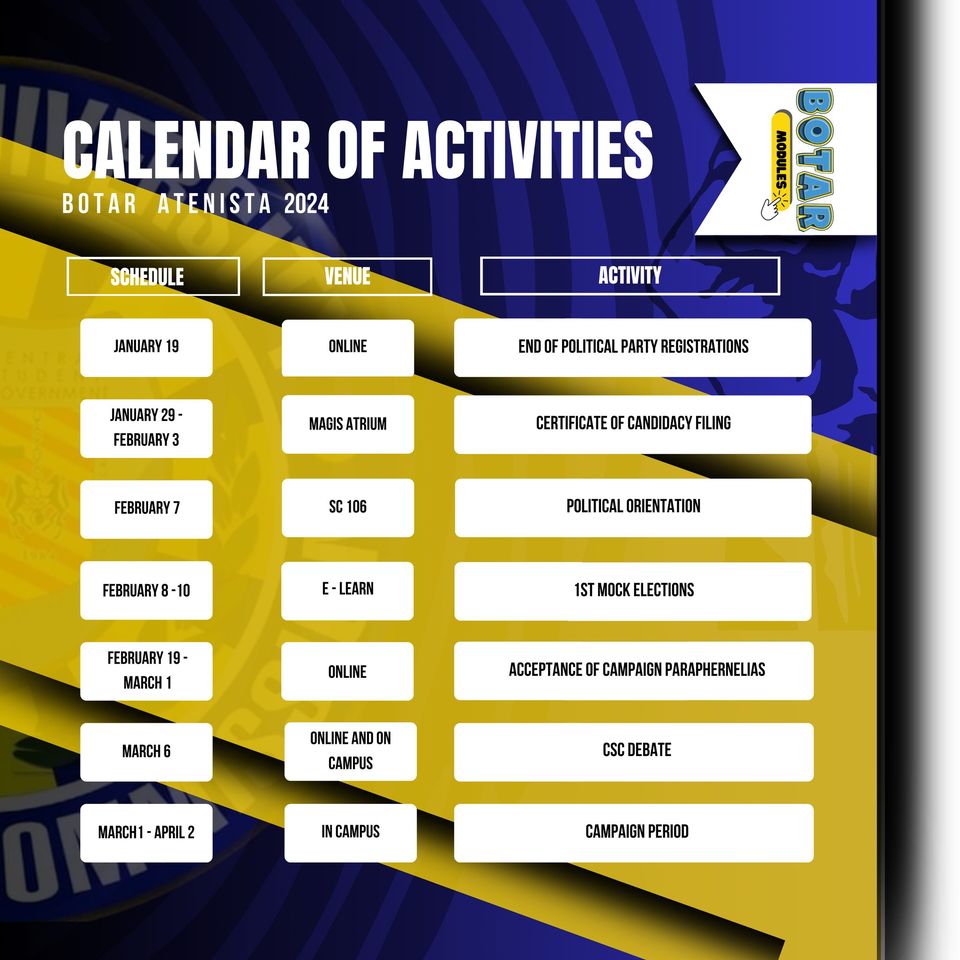 CALENDAR OF ACTIVITIES
BOTAR ATENISTA 2024
BOTAR
MODULES
SCHEDULE VENUE ACTIVITY
JANUARY 19 ONLINE END OF POLITICAL PARTY REGISTRATIONS
JANUARY 29 -
FEBRUARY 3
MAGIS ATRIUM CERTIFICATE OF CANDIDACY FILING
FEBRUARY 7 SC 106 POLITICAL ORIENTATION
FEBRUARY 8 -10 E - LEARN 1ST MOCK ELECTIONS
FEBRUARY 19 -
MARCH 1
ONLINE ACCEPTANCE OF CAMPAIGN PARAPHERNELIAS
MARCH 6
ONLINE AND ON
CAMPUS
CSC DEBATE
MARCH1 - APRIL 2 IN CAMPUS CAMPAIGN PERIOD